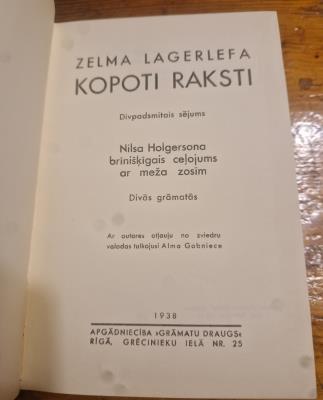 ZELMA LAGERLEFA
KOPOTI RAKSTI
Divpadsmitais sējums
Nilsa Holgersona
brīnišķīgais ceļojums
ar meža zosīm
Divās grāmatās
Ar autores atļauju no zviedru
valodas tulkojusi Alma Gobniece
1938
APGĀDNIECĪBA »GRĀMATU DRAUGS«
RĪGĀ, GRĒCINIEKU IELĀ NR. 25